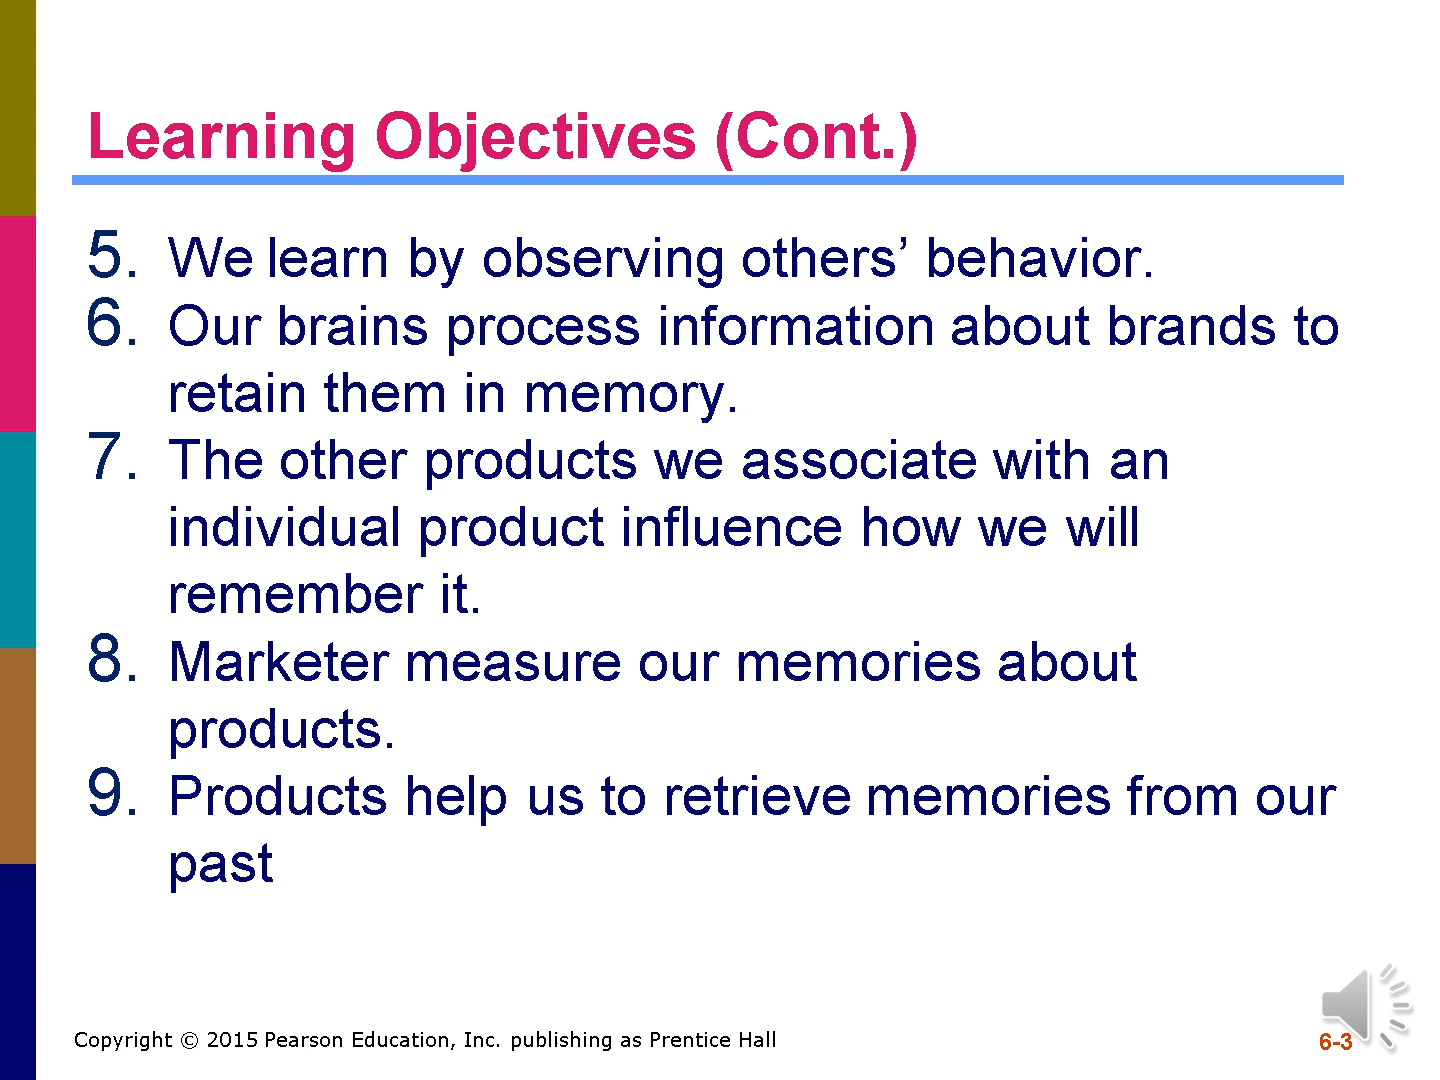 Learning Objectives (Cont.)
5. We learn by observing others’ behavior.
6. Our brains process information about brands to
retain them in memory.
7. The other products we associate with an
individual product influence how we will
remember it.
8. Marketer measure our memories about
products.
9. Products help us to retrieve memories from our
past
Copyright © 2015 Pearson Education, Inc. publishing as Prentice Hall
6-3